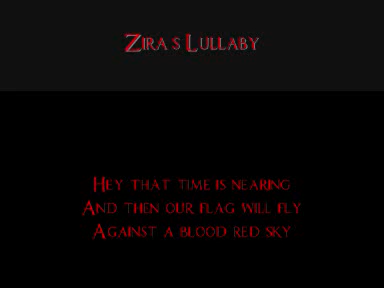 Zira s Lullaby
Hey that time is nearing
And then our flag will fly
Against a blood red sky